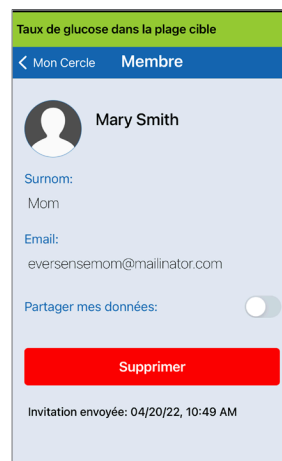 Taux de glucose dans la plage cible
Mon Cercle Membre
Mary Smith
Surnom:
Mom
Email:
eversensemom@mailinator.com
Partager mes données:
Supprimer
Invitation envoyée: 04/20/22, 10:49 AM